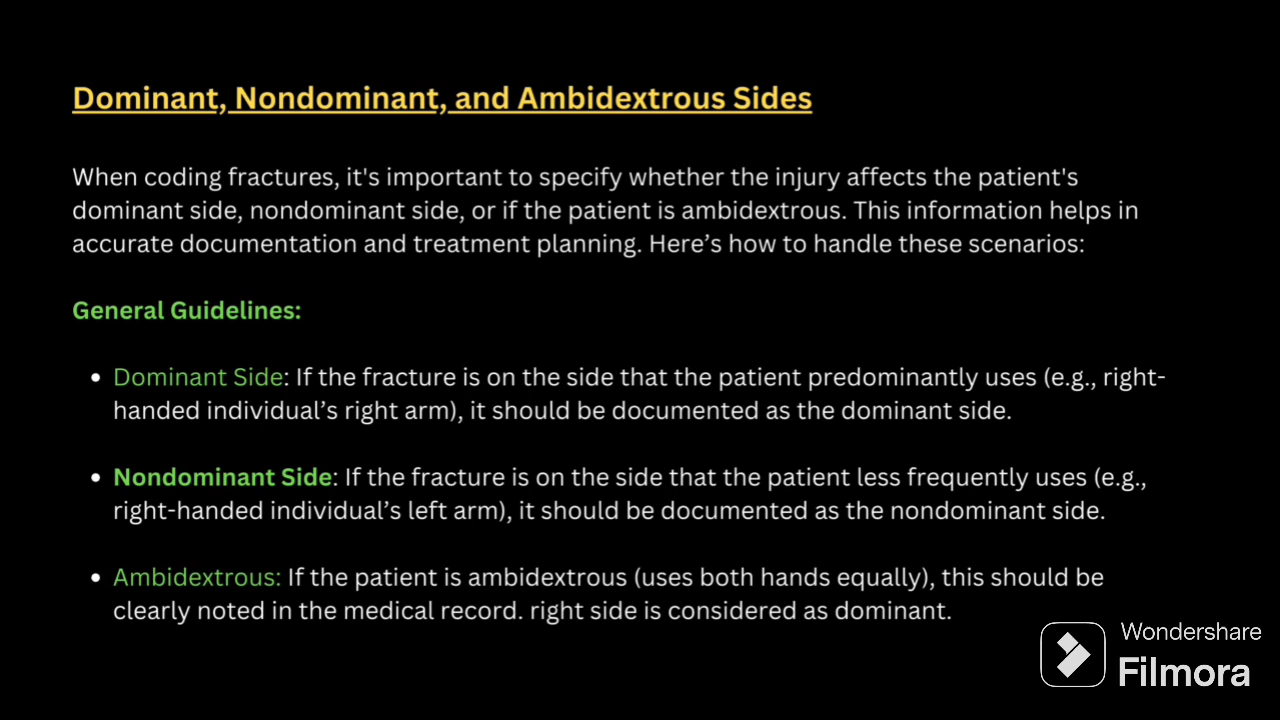 Dominant, Nondominant, and Ambidextrous Sides
When coding fractures, it's important to specify whether the injury affects the patient's
dominant side, nondominant side, or if the patient is ambidextrous. This information helps in
accurate documentation and treatment planning. Here’s how to handle these scenarios:
General Guidelines:
• Dominant Side: If the fracture is on the side that the patient predominantly uses (e.g., right-
handed individual’s right arm), it should be documented as the dominant side.
• Nondominant Side: If the fracture is on the side that the patient less frequently uses (e.g.,
right-handed individual’s left arm), it should be documented as the nondominant side.
• Ambidextrous: If the patient is ambidextrous (uses both hands equally), this should be
clearly noted in the medical record. right side is considered as dominant.
Wondershare
Filmora